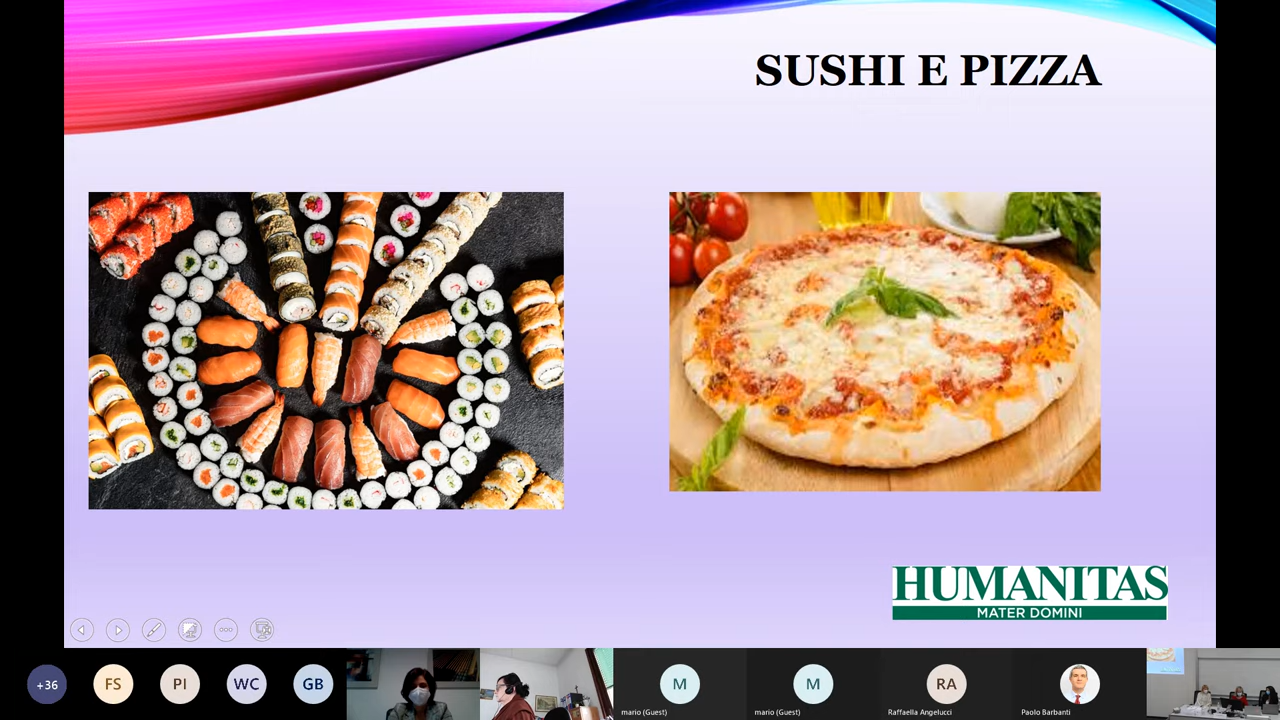 SUSHI E PIZZA
HUMANITAS
MATER DOMINI
+36
FS
PI
WC
GB
M
mario (Guest)
M
mario (Guest)
RA
Raffaella Angelucci
Paolo Barbanti